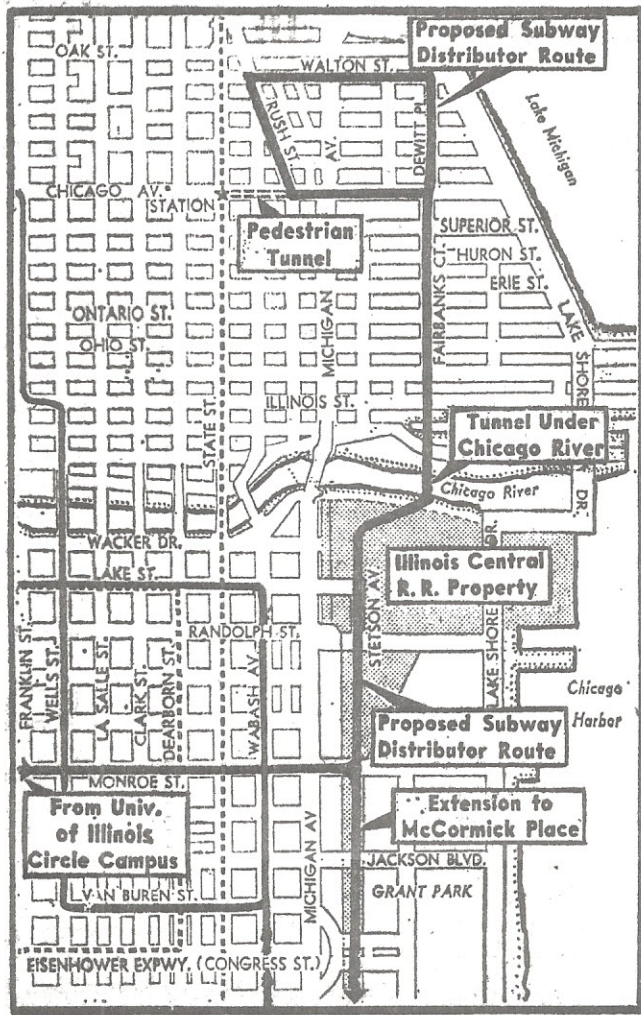 OAK ST.
WALTON ST.
Proposed Subway
Distributor Route
Lake Michigan
RUSH ST.
AV.
DEWITT PL.
CHICAGO AV.
STATION
Pedestrian
Tunnel
SUPERIOR ST.
HURON ST.
ERIE ST.
ONTARIO ST.
OHIO ST.
MICHIGAN
FAIRBANKS CT.
LAKE SHORE
DR.
STATE ST.
ILLINOIS ST.
Tunnel Under
Chicago River
Chicago River
WACKER DR.
LAKE ST.
Illinois Central
R. R. Property
DR.
RANDOLPH ST.
STETSON AV.
LAKE SHORE
FRANKLIN ST.
WELLS ST.
LA SALLE ST.
CLARK ST.
DEARBORN ST.
WABASH AV.
Chicago
Harbor
Proposed Subway
Distributor Route
MONROE ST.
From Univ.
of Illinois
Circle Campus
Extension to
McCormick Place
MICHIGAN AV
JACKSON BLVD.
VAN BUREN ST.
GRANT PARK
EISENHOWER EXPWY. (CONGRESS ST.)